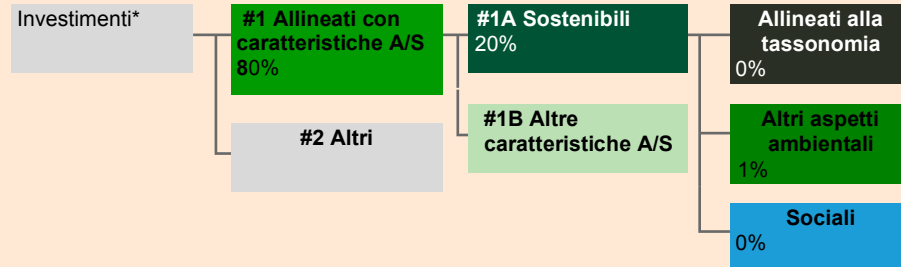 Investimenti*
#1 Allineati con
caratteristiche A/S
80%
#2 Altri
#1A Sostenibili
20%
#1B Altre
caratteristiche A/S
Allineati alla
tassonomia
0%
Altri aspetti
ambientali
1%
Sociali
0%